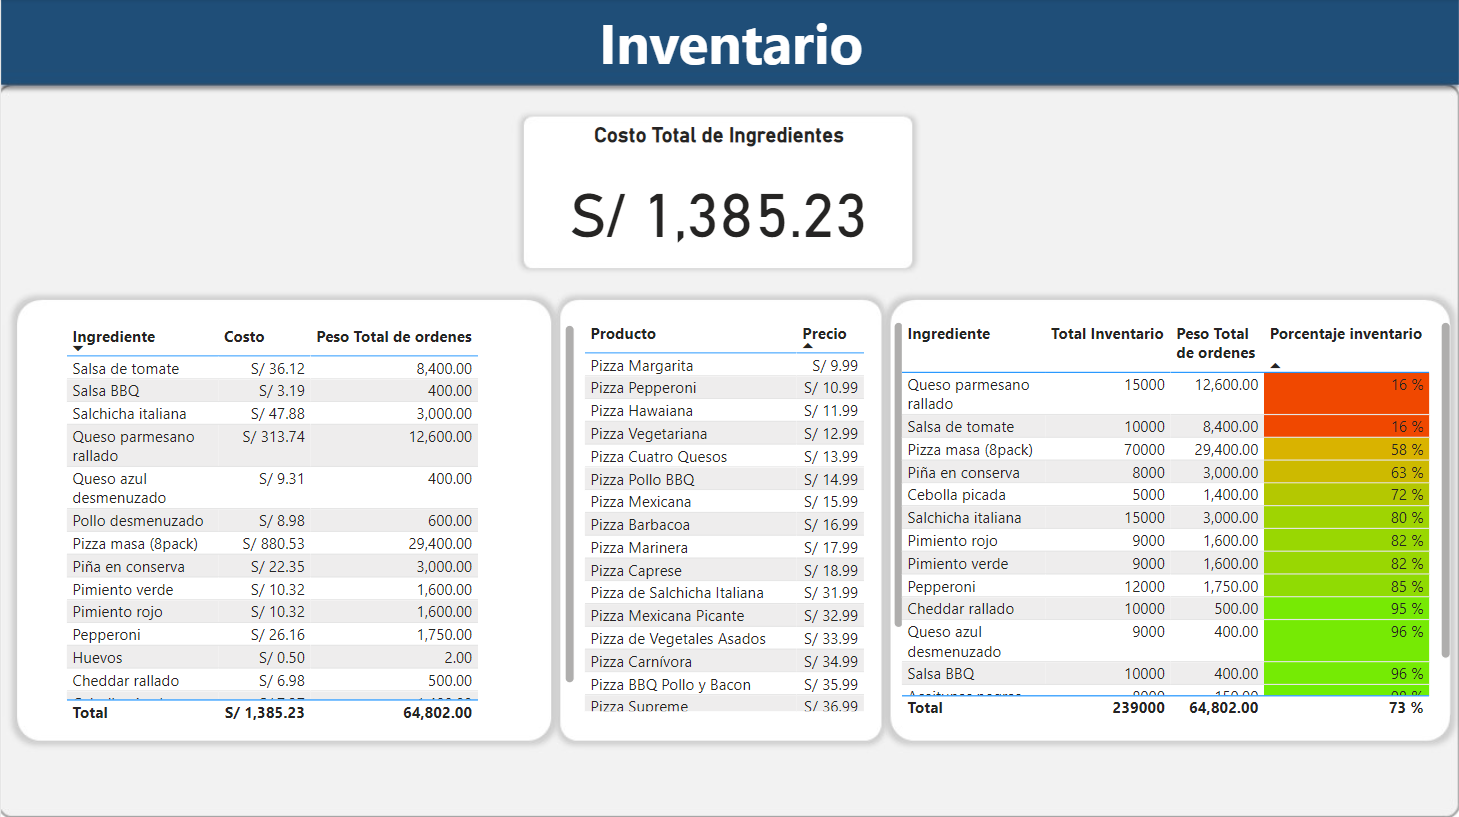 Inventario
Costo Total de Ingredientes
S/ 1,385.23
Ingrediente Costo Peso Total de ordenes
Salsa de tomate S/ 36.12 8,400.00
Salsa BBQ S/ 3.19 400.00
Salchicha italiana S/ 47.88 3,000.00
Queso parmesano S/ 313.74 12,600.00
rallado
Queso azul S/ 9.31 400.00
desmenuzado
Pollo desmenuzado S/ 8.98 600.00
Pizza masa (8pack) S/ 880.53 29,400.00
Piña en conserva S/ 22.35 3,000.00
Pimiento verde S/ 10.32 1,600.00
Pimiento rojo S/ 10.32 1,600.00
Pepperoni S/ 26.16 1,750.00
Huevos S/ 0.50 2.00
Cheddar rallado S/ 6.98 500.00
Total S/ 1,385.23 64,802.00
Producto Precio
Pizza Margarita S/ 9.99
Pizza Pepperoni S/ 10.99
Pizza Hawaiana S/ 11.99
Pizza Vegetariana S/ 12.99
Pizza Cuatro Quesos S/ 13.99
Pizza Pollo BBQ S/ 14.99
Pizza Mexicana S/ 15.99
Pizza Barbacoa S/ 16.99
Pizza Marinera S/ 17.99
Pizza Caprese S/ 18.99
Pizza de Salchicha Italiana S/ 31.99
Pizza Mexicana Picante S/ 32.99
Pizza de Vegetales Asados S/ 33.99
Pizza Carnívora S/ 34.99
Pizza BBQ Pollo y Bacon S/ 35.99
Pizza Supreme S/ 36.99
Ingrediente Total Inventario Peso Total Porcentaje inventario
de ordenes
Queso parmesano 15000 12,600.00 16 %
rallado
Salsa de tomate 10000 8,400.00 16 %
Pizza masa (8pack) 70000 29,400.00 58 %
Piña en conserva 8000 3,000.00 63 %
Cebolla picada 5000 1,400.00 72 %
Salchicha italiana 15000 3,000.00 80 %
Pimiento rojo 9000 1,600.00 82 %
Pimiento verde 9000 1,600.00 82 %
Pepperoni 12000 1,750.00 85 %
Cheddar rallado 10000 500.00 95 %
Queso azul 9000 400.00 96 %
desmenuzado
Salsa BBQ 10000 400.00 96 %
Total 239000 64,802.00 73 %